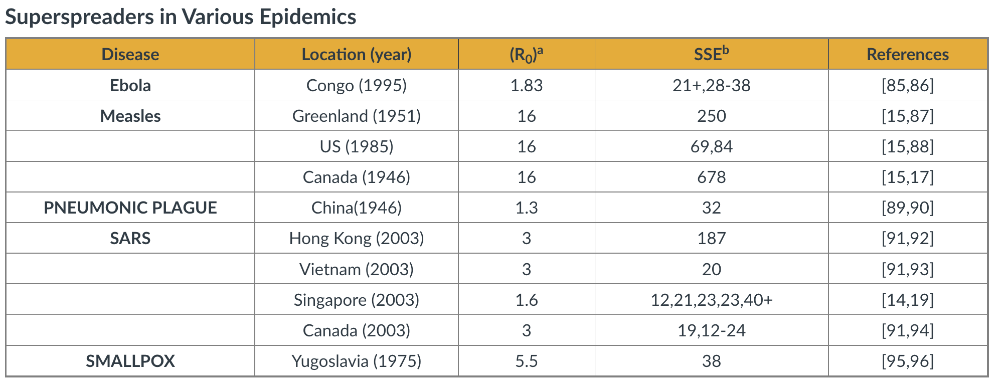 Superspreaders in Various Epidemics
Disease Location (year) (R0)a SSEb References
Ebola Congo (1995) 1.83 21+,28-38 [85,86]
Measles Greenland (1951) 16 250 [15,87]
US (1985) 16 69,84 [15,88]
Canada (1946) 16 678 [15,17]
PNEUMONIC PLAGUE China(1946) 1.3 32 [89,90]
SARS Hong Kong (2003) 3 187 [91,92]
Vietnam (2003) 3 20 [91,93]
Singapore (2003) 1.6 12,21,23,23,40+ [14,19]
Canada (2003) 3 19,12-24 [91,94]
SMALLPOX Yugoslavia (1975) 5.5 38 [95,96]